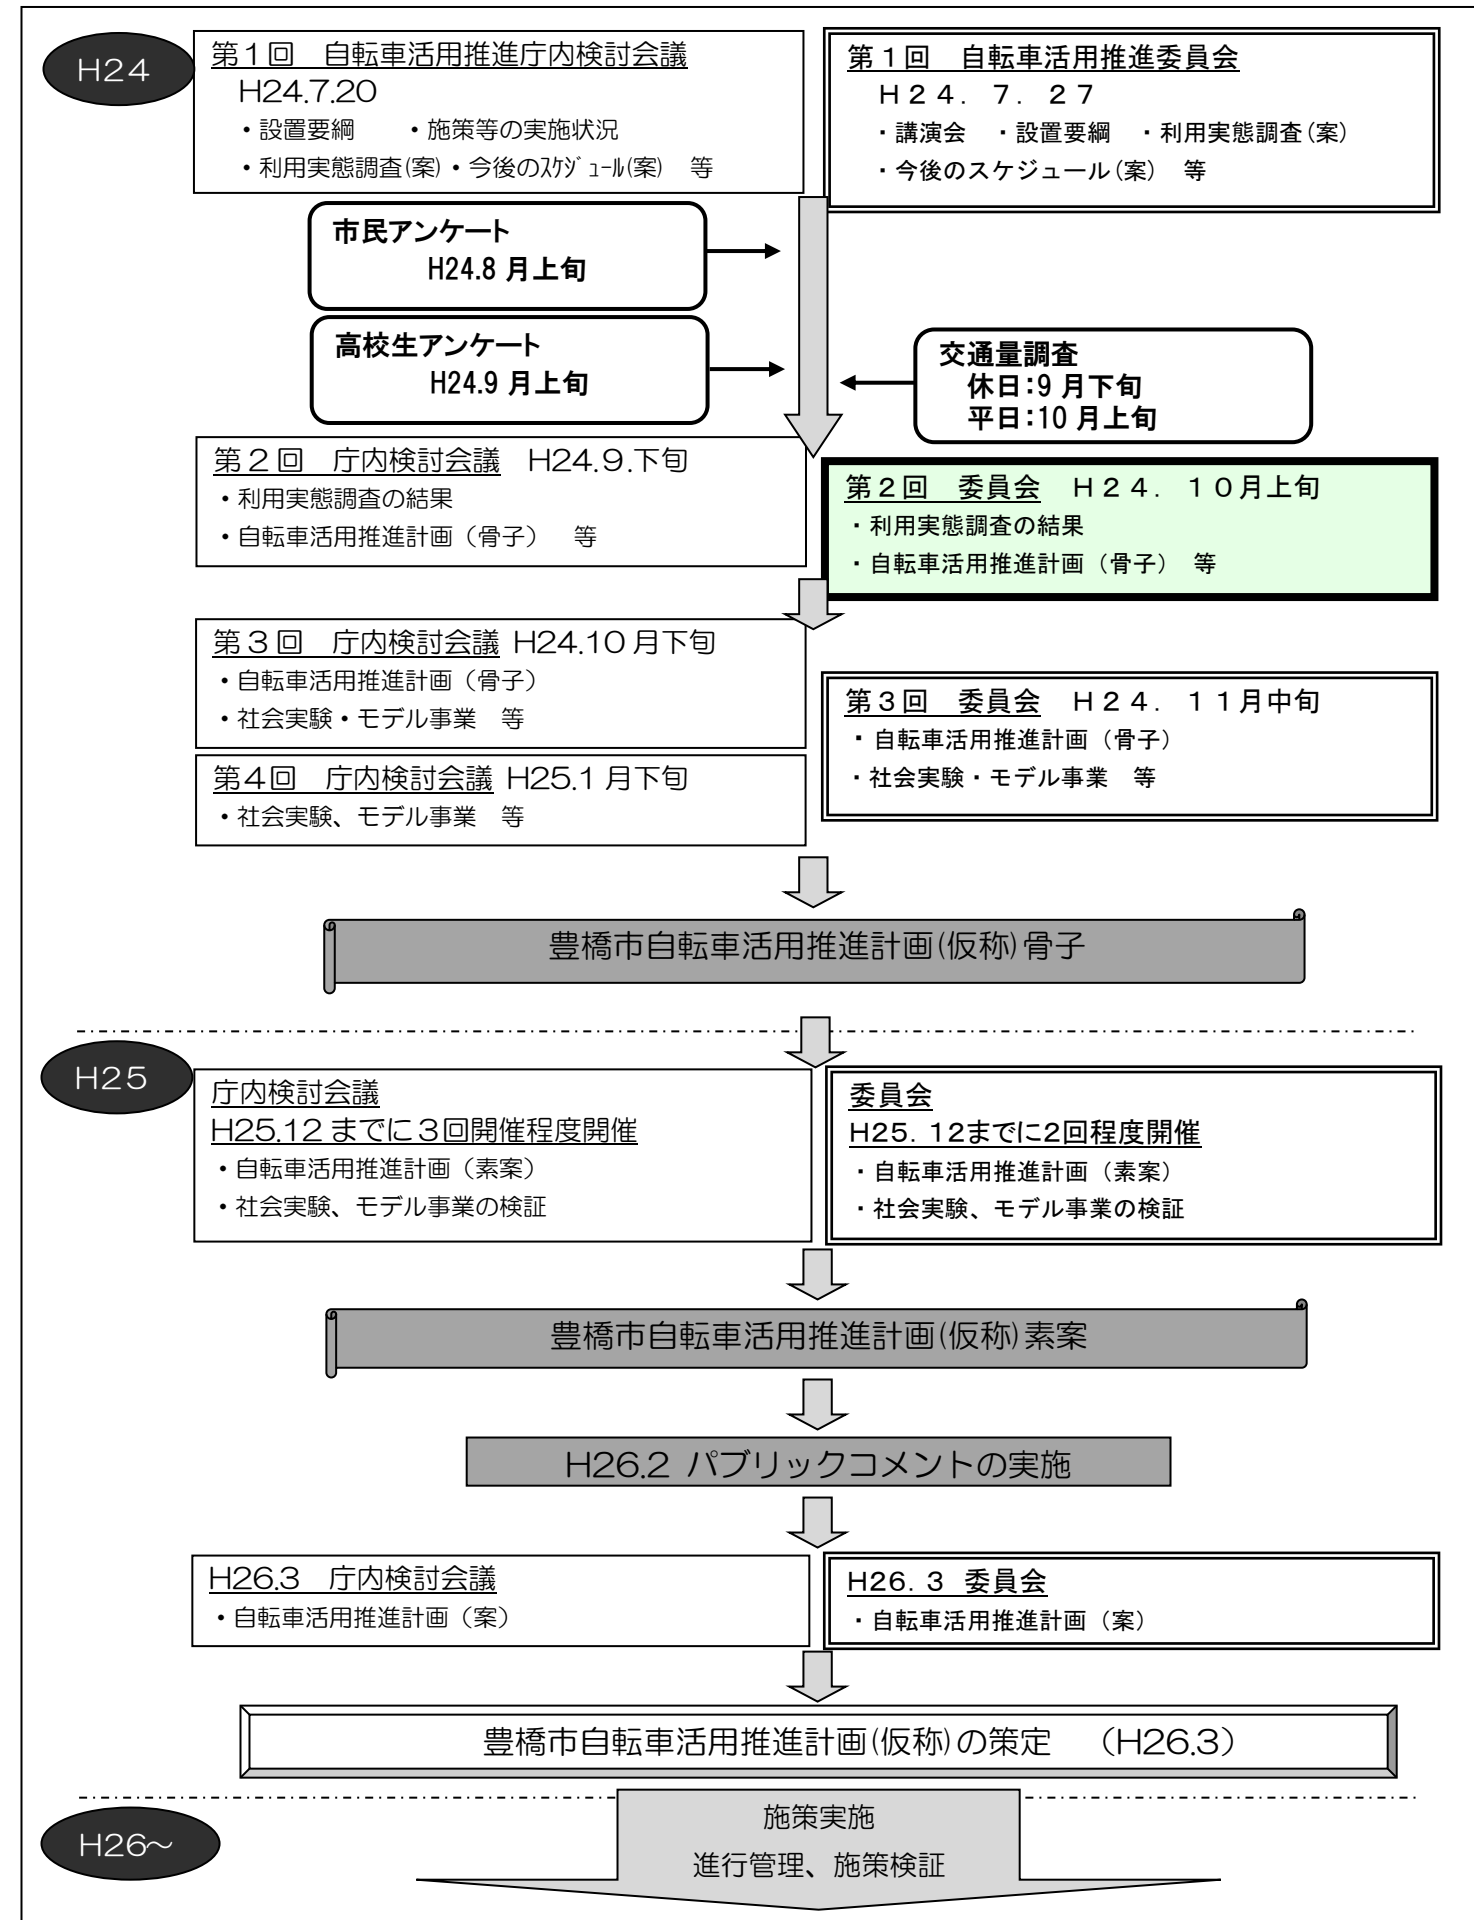 H24
第１回　自転車活用推進庁内検討会議
H24.7.20
・設置要綱　　・施策等の実施状況
・利用実態調査(案)・今後のｽｹｼﾞｭｰﾙ(案)　等
第１回　自転車活用推進委員会
Ｈ２４．７．２７
・講演会　・設置要綱　・利用実態調査(案)
・今後のスケジュール(案)　等
市民アンケート
H24.8 月上旬
高校生アンケート
H24.9 月上旬
交通量調査
休日：9 月下旬
平日：10 月上旬
第２回　庁内検討会議　H24.9.下旬
・利用実態調査の結果
・自転車活用推進計画（骨子）　等
第２回　委員会　Ｈ２４．１０月上旬
・利用実態調査の結果
・自転車活用推進計画（骨子）　等
第３回　庁内検討会議 H24.10 月下旬
・自転車活用推進計画（骨子）
・社会実験・モデル事業　等
第３回　委員会　Ｈ２４．１１月中旬
・自転車活用推進計画（骨子）
・社会実験・モデル事業　等
第4回　庁内検討会議 H25.1 月下旬
・社会実験、モデル事業　等
豊橋市自転車活用推進計画(仮称)骨子
H25
庁内検討会議
H25.12 までに３回開催程度開催
・自転車活用推進計画（素案）
・社会実験、モデル事業の検証
委員会
H25．12までに2回程度開催
・自転車活用推進計画（素案）
・社会実験、モデル事業の検証
豊橋市自転車活用推進計画(仮称)素案
H26.2 パブリックコメントの実施
H26.3　庁内検討会議
・自転車活用推進計画（案）
H26．3　委員会
・自転車活用推進計画（案）
豊橋市自転車活用推進計画(仮称)の策定　（H26.3）
H26～
施策実施
進行管理、施策検証